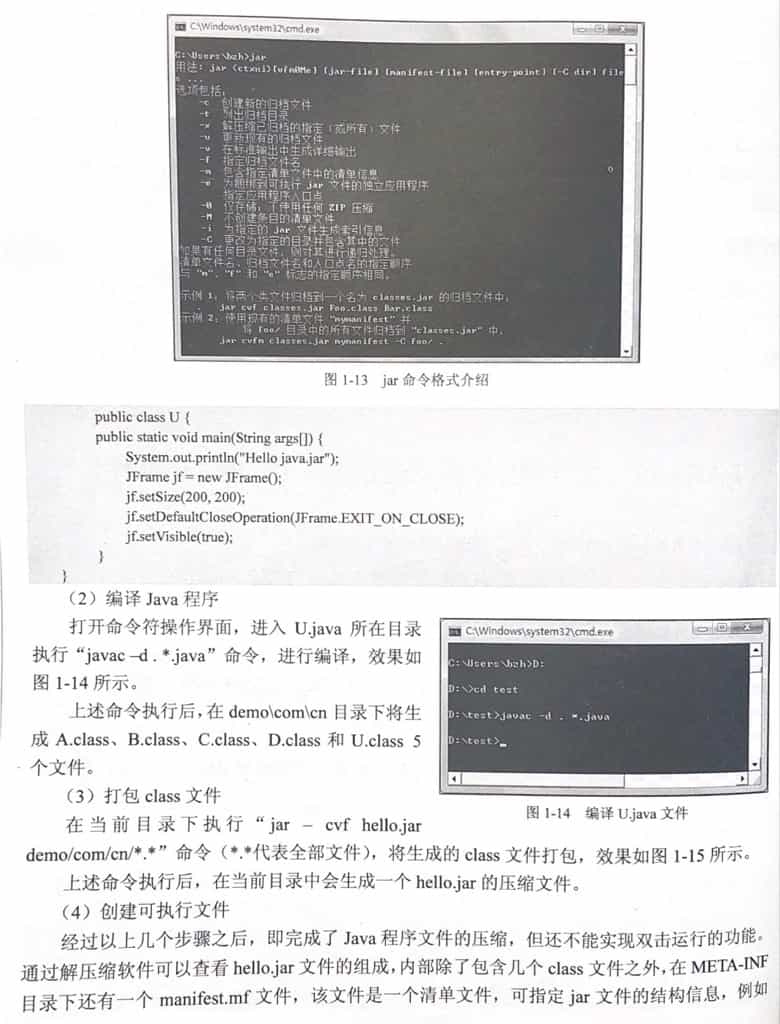 C:\Windows\system32\cmd.exe
C:\Users\bzh>jar
用法: jar {ctxui}[vfm0Me] [jar-file] [manifest-file] [entry-point] [-C dir] file
s ...
选项包括:
-c 创建新的归档文件
-t 列出归档目录
-x 解压缩已归档的指定（或所有）文件
-u 更新现有的归档文件
-v 在标准输出中生成详细输出
-f 指定归档文件名
-m 包含指定清单文件中的清单信息
-e 为捆绑到可执行 jar 文件的独立应用程序
指定应用程序入口点
-0 仅存储; 使用任何 ZIP 压缩
-M 不创建条目的清单文件
-i 为指定的 jar 文件生成索引信息
-C 更改为指定的目录并包含其中的文件
如果有任何目录文件, 则对其进行递归处理。
清单文件名、归档文件名和入口点名的指定顺序
与 "m"、"f" 和 "e" 标志的指定顺序相同。
示例 1: 将两个类文件归档到一个名为 classes.jar 的归档文件中:
jar cvf classes.jar Foo.class Bar.class
示例 2: 使用现有的清单文件 "mymanifest" 并
将 foo/ 目录中的所有文件归档到 "classes.jar" 中:
jar cvfm classes.jar mymanifest -C foo/ .
图 1-13 jar 命令格式介绍
public class U {
public static void main(String args[]) {
System.out.println("Hello java.jar");
JFrame jf = new JFrame();
jf.setSize(200, 200);
jf.setDefaultCloseOperation(JFrame.EXIT_ON_CLOSE);
jf.setVisible(true);
}
}
（2）编译 Java 程序
打开命令符操作界面，进入 U.java 所在目录
执行“javac –d . *.java”命令，进行编译，效果如
图 1-14 所示。
上述命令执行后，在 demo\com\cn 目录下将生
成 A.class、B.class、C.class、D.class 和 U.class 5
个文件。
C:\Windows\system32\cmd.exe
C:\Users\bzh>D:
D:\>cd test
D:\test>javac -d . *.java
D:\test>_
图 1-14 编译 U.java 文件
（3）打包 class 文件
在当前目录下执行“jar – cvf hello.jar
demo/com/cn/*.*”命令（*.*代表全部文件），将生成的 class 文件打包，效果如图 1-15 所示。
上述命令执行后，在当前目录中会生成一个 hello.jar 的压缩文件。
（4）创建可执行文件
经过以上几个步骤之后，即完成了 Java 程序文件的压缩，但还不能实现双击运行的功能。
通过解压缩软件可以查看 hello.jar 文件的组成，内部除了包含几个 class 文件之外，在 META-INF
目录下还有一个 manifest.mf 文件，该文件是一个清单文件，可指定 jar 文件的结构信息，例如